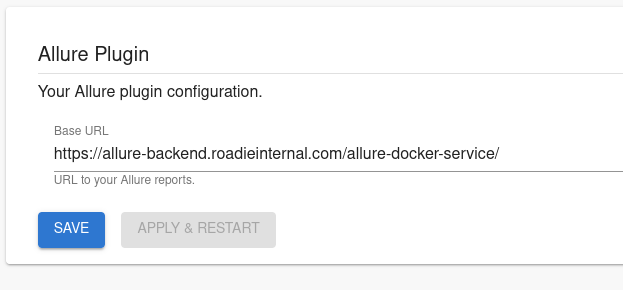 Allure Plugin
Your Allure plugin configuration.
Base URL
https://allure-backend.roadieinternal.com/allure-docker-service/
URL to your Allure reports.
SAVE
APPLY & RESTART